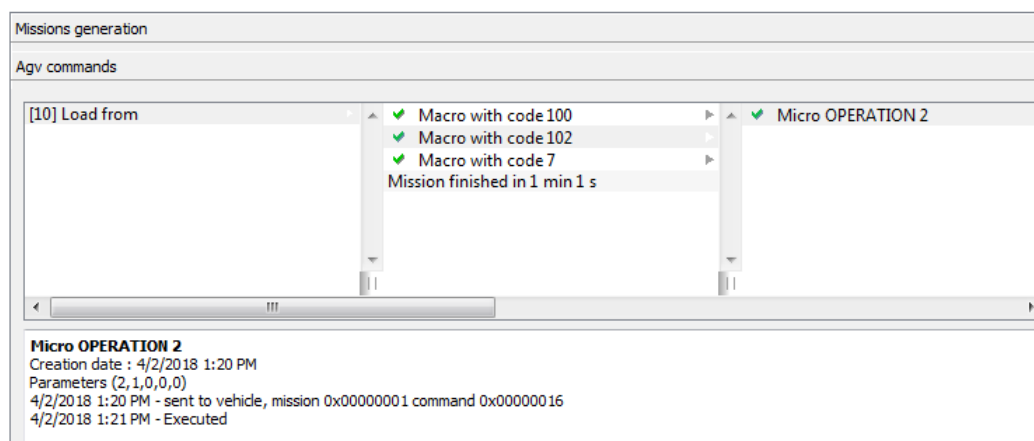 Missions generation
Agv commands
[10] Load from
Macro with code 100
Macro with code 102
Macro with code 7
Mission finished in 1 min 1 s
Micro OPERATION 2
Micro OPERATION 2
Creation date : 4/2/2018 1:20 PM
Parameters (2,1,0,0,0)
4/2/2018 1:20 PM - sent to vehicle, mission 0x00000001 command 0x00000016
4/2/2018 1:21 PM - Executed